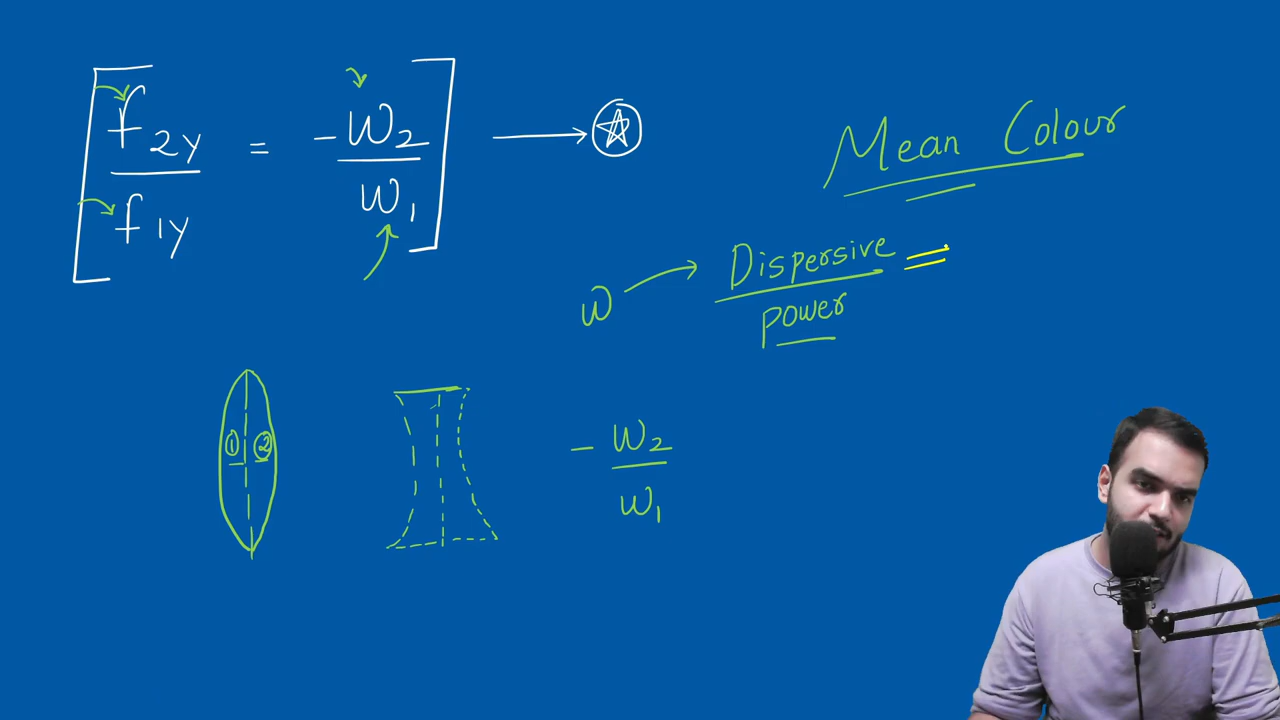 f2y / f1y = -ω2 / ω1
Mean Colour
ω → Dispersive
power
① ②
- ω2 / ω1